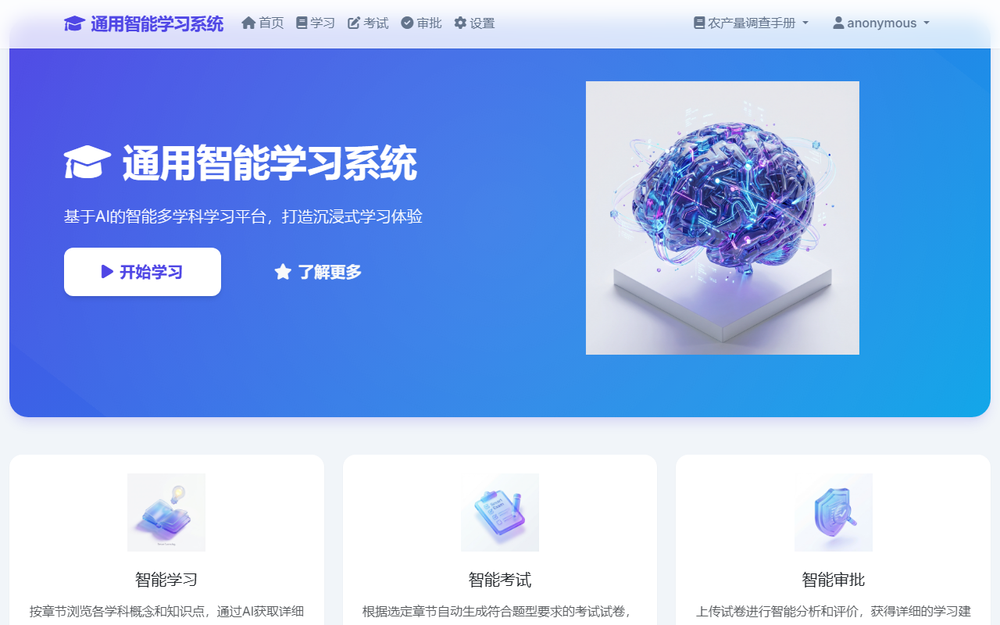 通用智能学习系统 首页 学习 考试 审批 设置 农产量调查手册 anonymous
通用智能学习系统
基于AI的智能多学科学习平台，打造沉浸式学习体验
开始学习 了解更多
Smart Exam
智能学习 智能考试 智能审批
按章节浏览各学科概念和知识点，通过AI获取详细 根据选定章节自动生成符合题型要求的考试试卷， 上传试卷进行智能分析和评价，获得详细的学习建